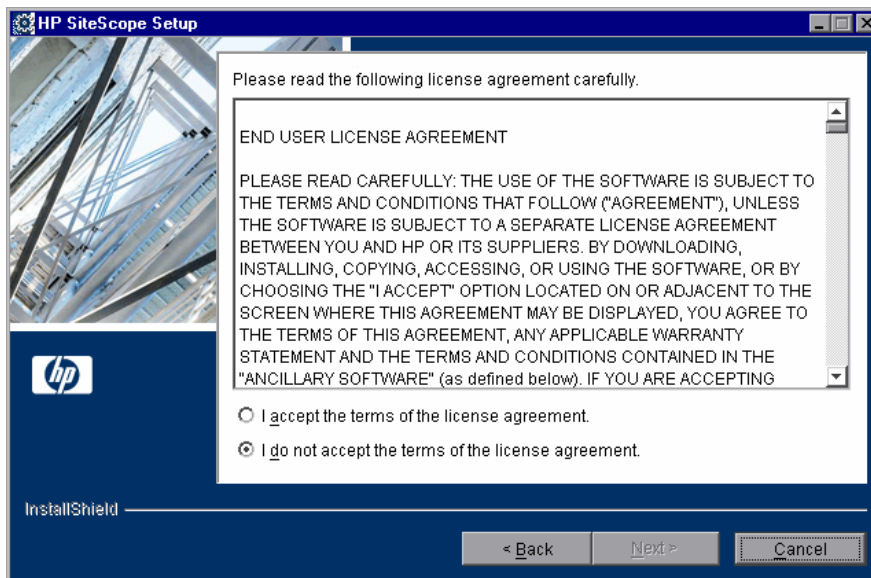 HP SiteScope Setup
Please read the following license agreement carefully.
END USER LICENSE AGREEMENT
PLEASE READ CAREFULLY: THE USE OF THE SOFTWARE IS SUBJECT TO
THE TERMS AND CONDITIONS THAT FOLLOW ("AGREEMENT"), UNLESS
THE SOFTWARE IS SUBJECT TO A SEPARATE LICENSE AGREEMENT
BETWEEN YOU AND HP OR ITS SUPPLIERS. BY DOWNLOADING,
INSTALLING, COPYING, ACCESSING, OR USING THE SOFTWARE, OR BY
CHOOSING THE "I ACCEPT" OPTION LOCATED ON OR ADJACENT TO THE
SCREEN WHERE THIS AGREEMENT MAY BE DISPLAYED, YOU AGREE TO
THE TERMS OF THIS AGREEMENT, ANY APPLICABLE WARRANTY
STATEMENT AND THE TERMS AND CONDITIONS CONTAINED IN THE
"ANCILLARY SOFTWARE" (as defined below). IF YOU ARE ACCEPTING
hp
I accept the terms of the license agreement.
I do not accept the terms of the license agreement.
InstallShield
< Back
Next >
Cancel